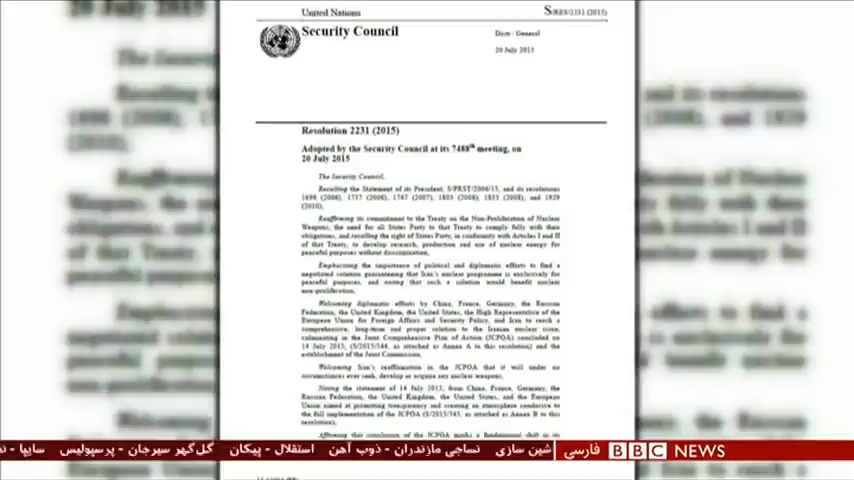 United Nations
S/RES/2231 (2015)
Security Council
Distr.: General
20 July 2015
Resolution 2231 (2015)
Adopted by the Security Council at its 7488th meeting, on
20 July 2015
The Security Council,
Recalling the Statement of its President, S/PRST/2006/15, and its resolutions
1696 (2006), 1737 (2006), 1747 (2007), 1803 (2008), 1835 (2008), and 1929
(2010),
Reaffirming its commitment to the Treaty on the Non-Proliferation of Nuclear
Weapons, the need for all States Party to that Treaty to comply fully with their
obligations, and recalling the right of States Party, in conformity with Articles I and II
of that Treaty, to develop research, production and use of nuclear energy for
peaceful purposes without discrimination,
Emphasizing the importance of political and diplomatic efforts to find a
negotiated solution guaranteeing that Iran's nuclear programme is exclusively for
peaceful purposes, and noting that such a solution would benefit nuclear
non-proliferation,
Welcoming diplomatic efforts by China, France, Germany, the Russian
Federation, the United Kingdom, the United States, the High Representative of the
European Union for Foreign Affairs and Security Policy, and Iran to reach a
comprehensive, long-term and proper solution to the Iranian nuclear issue,
culminating in the Joint Comprehensive Plan of Action (JCPOA) concluded on
14 July 2015, (S/2015/544, as attached as Annex A to this resolution) and the
establishment of the Joint Commission,
Welcoming Iran's reaffirmation in the JCPOA that it will under no
circumstances ever seek, develop or acquire any nuclear weapons,
Noting the statement of 14 July 2015, from China, France, Germany, the
Russian Federation, the United Kingdom, the United States, and the European
Union aimed at promoting transparency and creating an atmosphere conducive to
the full implementation of the JCPOA (S/2015/545, as attached as Annex B to this
resolution),
Affirming that conclusion of the JCPOA marks a fundamental shift in its
BBC NEWS فارسی
شین سازی نساجی مازندران - ذوب آهن استقلال - پیکان گل‌گهر سیرجان - پرسپولیس سایپا -